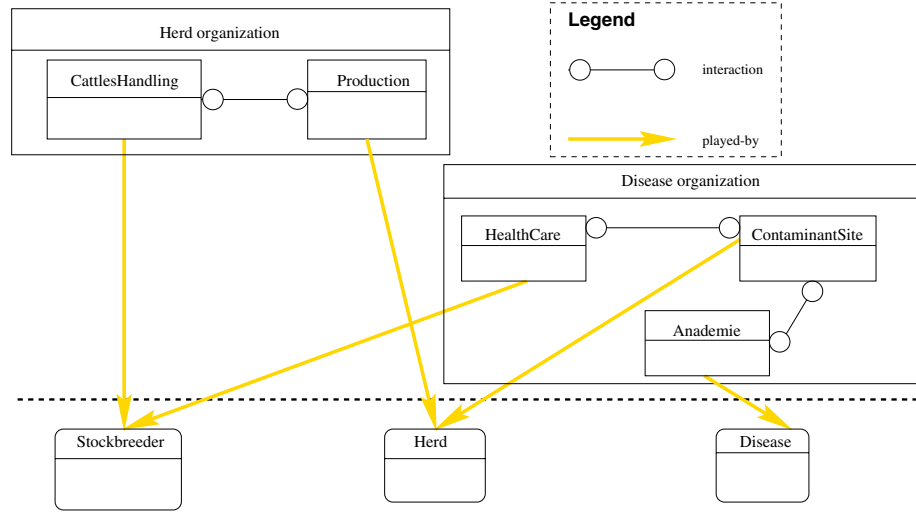 Herd organization
CattlesHandling
Production
Legend
interaction
played-by
Disease organization
HealthCare
ContaminantSite
Anademie
Stockbreeder
Herd
Disease